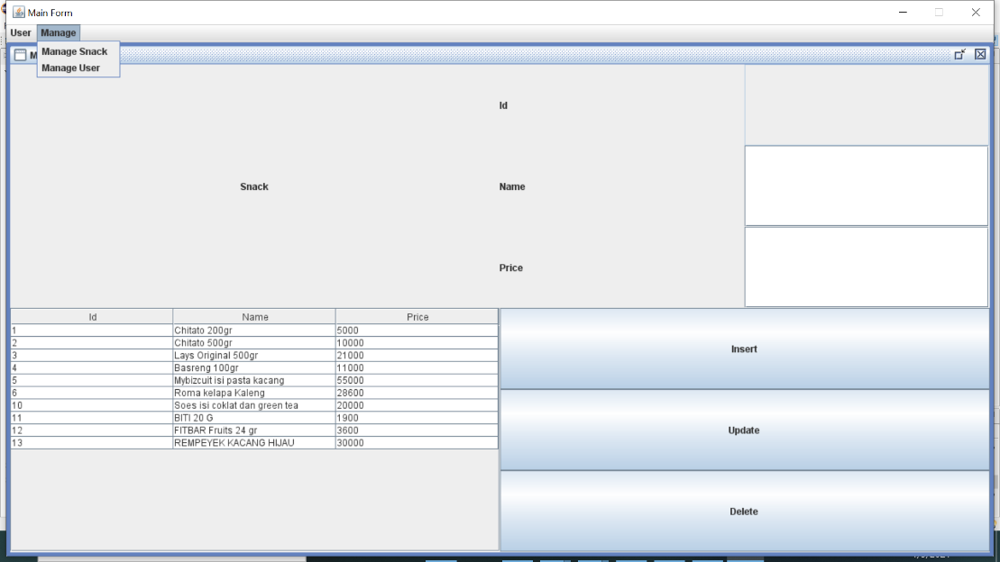 Main Form
User Manage
Manage Snack
Manage User
Id
Snack
Name
Price
Id Name Price
1 Chitato 200gr 5000
2 Chitato 500gr 10000
3 Lays Original 500gr 21000
4 Basreng 100gr 11000
5 Mybizcuit isi pasta kacang 55000
6 Roma kelapa Kaleng 28600
10 Soes isi coklat dan green tea 20000
11 BITI 20 G 1900
12 FITBAR Fruits 24 gr 3600
13 REMPEYEK KACANG HIJAU 30000
Insert
Update
Delete